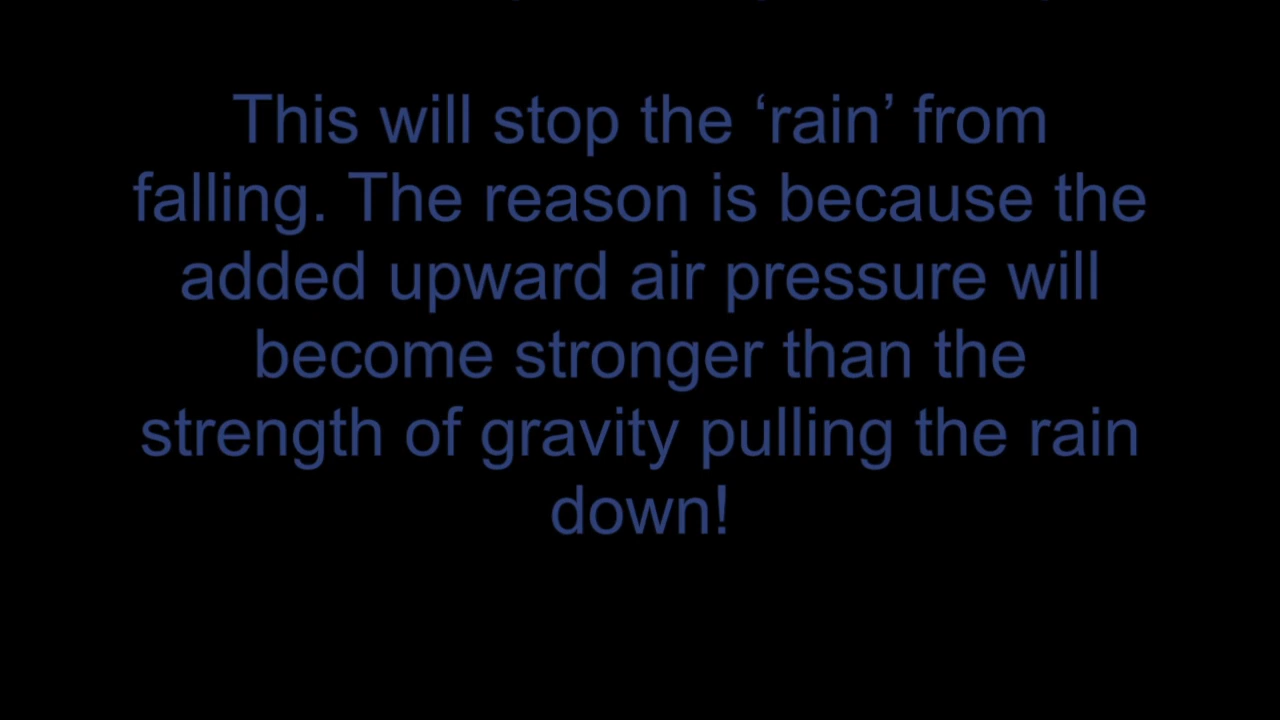 This will stop the ‘rain’ from
falling. The reason is because the
added upward air pressure will
become stronger than the
strength of gravity pulling the rain
down!